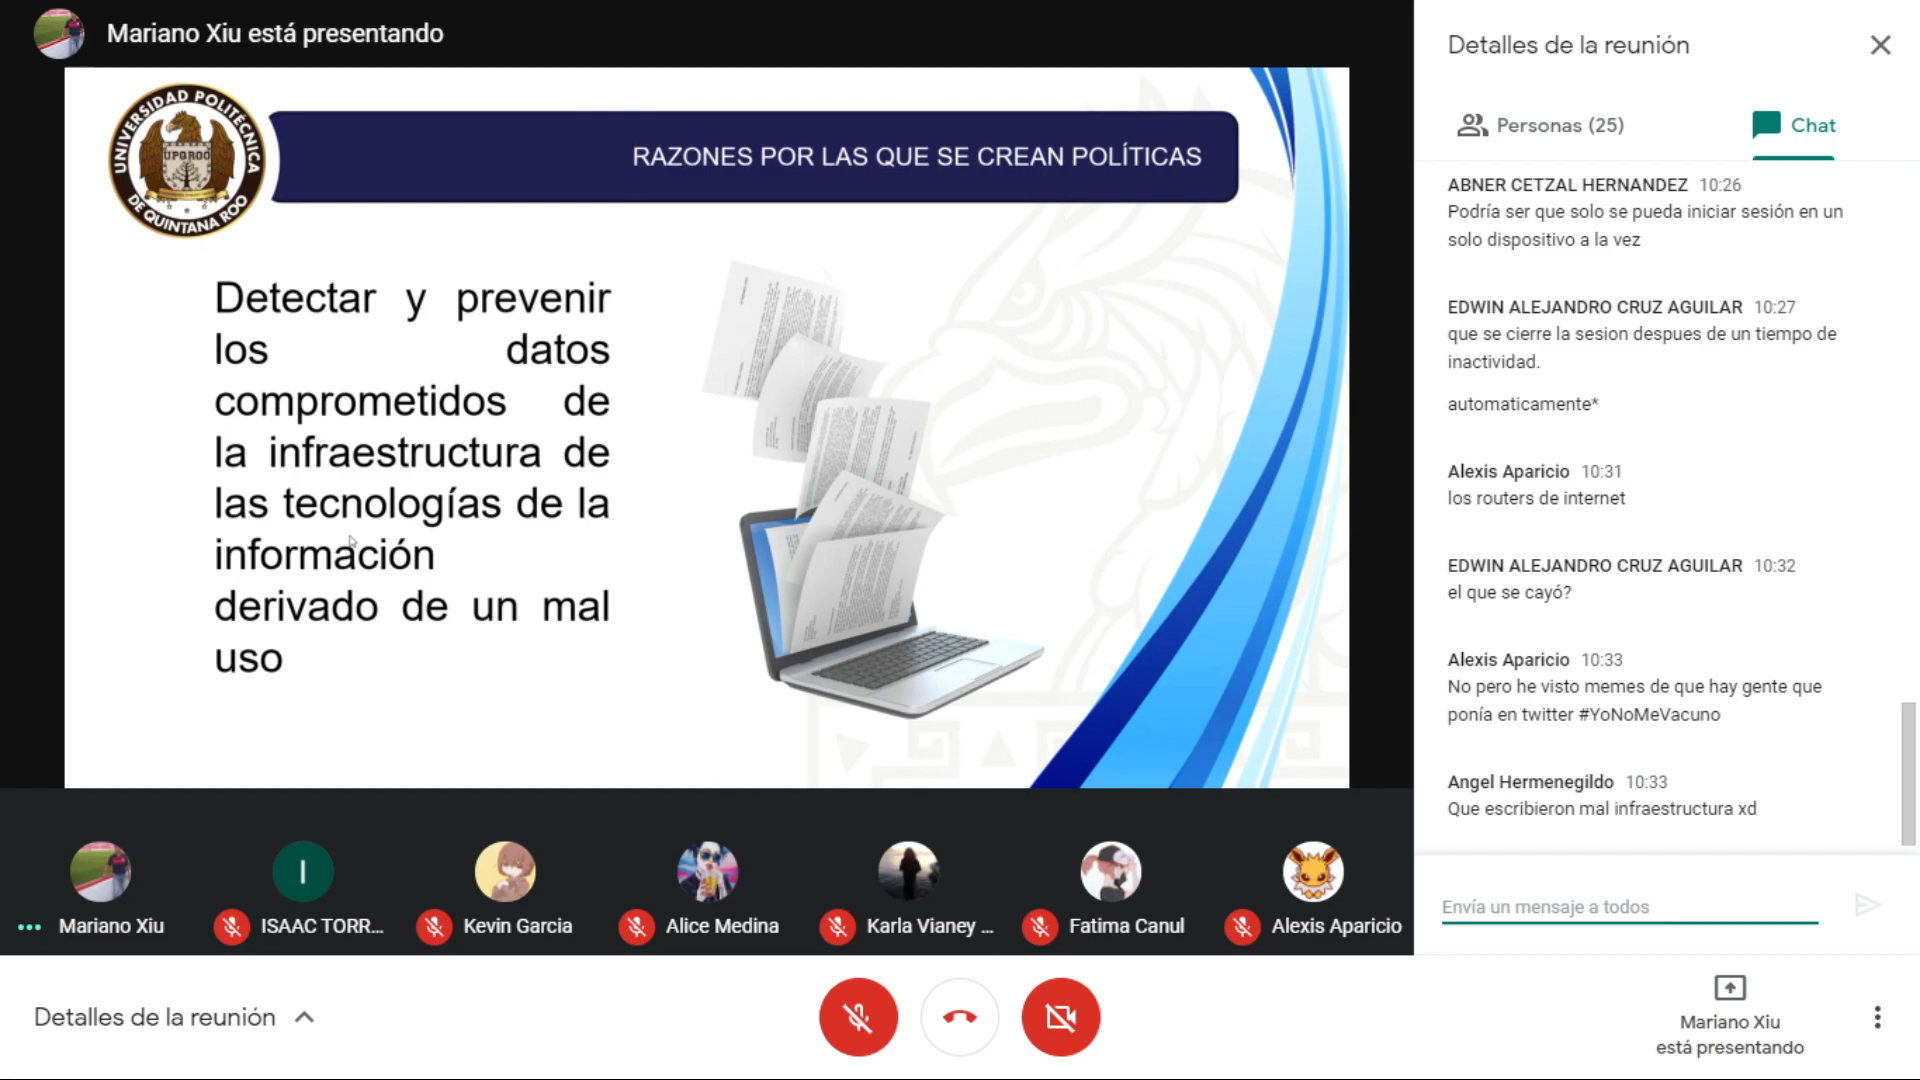 Mariano Xiu está presentando
UNIVERSIDAD POLITÉCNICA
UPQROO
DE QUINTANA ROO
RAZONES POR LAS QUE SE CREAN POLÍTICAS
Detectar y prevenir
los datos
comprometidos de
la infraestructura de
las tecnologías de la
información
derivado de un mal
uso
Mariano Xiu
I
ISAAC TORR...
Kevin Garcia
Alice Medina
Karla Vianey ...
Fatima Canul
Alexis Aparicio
Detalles de la reunión
Personas (25)
Chat
ABNER CETZAL HERNANDEZ 10:26
Podría ser que solo se pueda iniciar sesión en un
solo dispositivo a la vez
EDWIN ALEJANDRO CRUZ AGUILAR 10:27
que se cierre la sesion despues de un tiempo de
inactividad.
automaticamente*
Alexis Aparicio 10:31
los routers de internet
EDWIN ALEJANDRO CRUZ AGUILAR 10:32
el que se cayó?
Alexis Aparicio 10:33
No pero he visto memes de que hay gente que
ponía en twitter #YoNoMeVacuno
Angel Hermenegildo 10:33
Que escribieron mal infraestructura xd
Envía un mensaje a todos
Detalles de la reunión
Mariano Xiu
está presentando